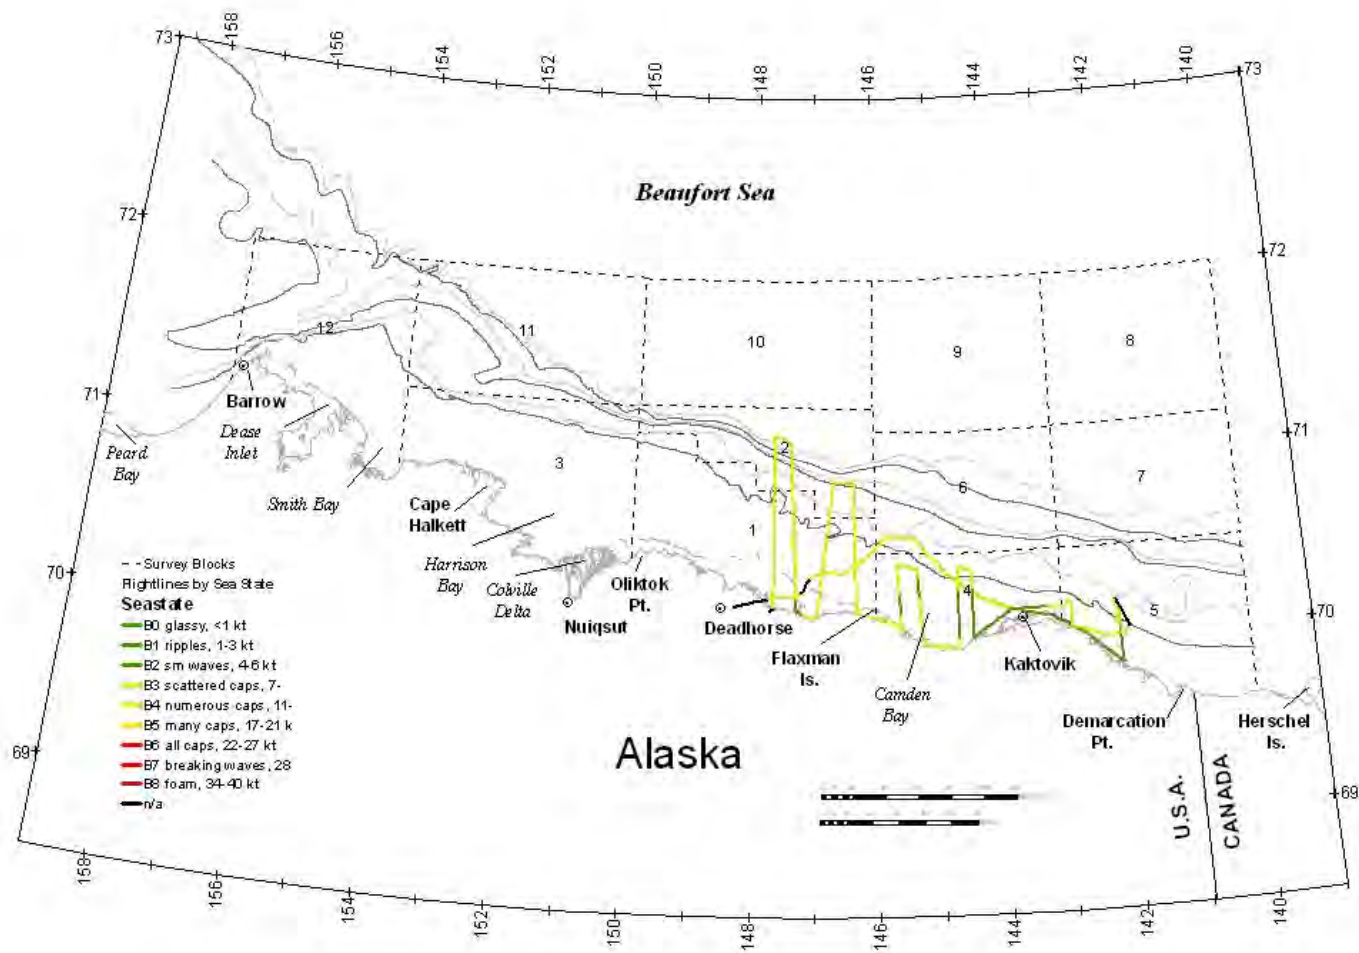 158
156
154
152
150
148
146
144
142
140
73
73
Beaufort Sea
72
72
12
11
10
9
8
71
71
Barrow
Dease
Inlet
Peard
Bay
Smith Bay
Cape
Halkett
Harrison
Bay
Colville
Delta
3
2
1
6
7
4
5
70
70
Oliktok
Pt.
Nuiqsut
Deadhorse
Flaxman
Is.
Camden
Bay
Kaktovik
Demarcation
Pt.
Herschel
Is.
Survey Blocks
Flightlines by Sea State
Seastate
B0 glassy, <1 kt
B1 ripples, 1-3 kt
B2 sm waves, 4-6 kt
B3 scattered caps, 7-
B4 numerous caps, 11-
B5 many caps, 17-21 k
B6 all caps, 22-27 kt
B7 breaking waves, 28
B8 foam, 34-40 kt
n/a
Alaska
U.S.A.
CANADA
69
69
158
156
154
152
150
148
146
144
142
140